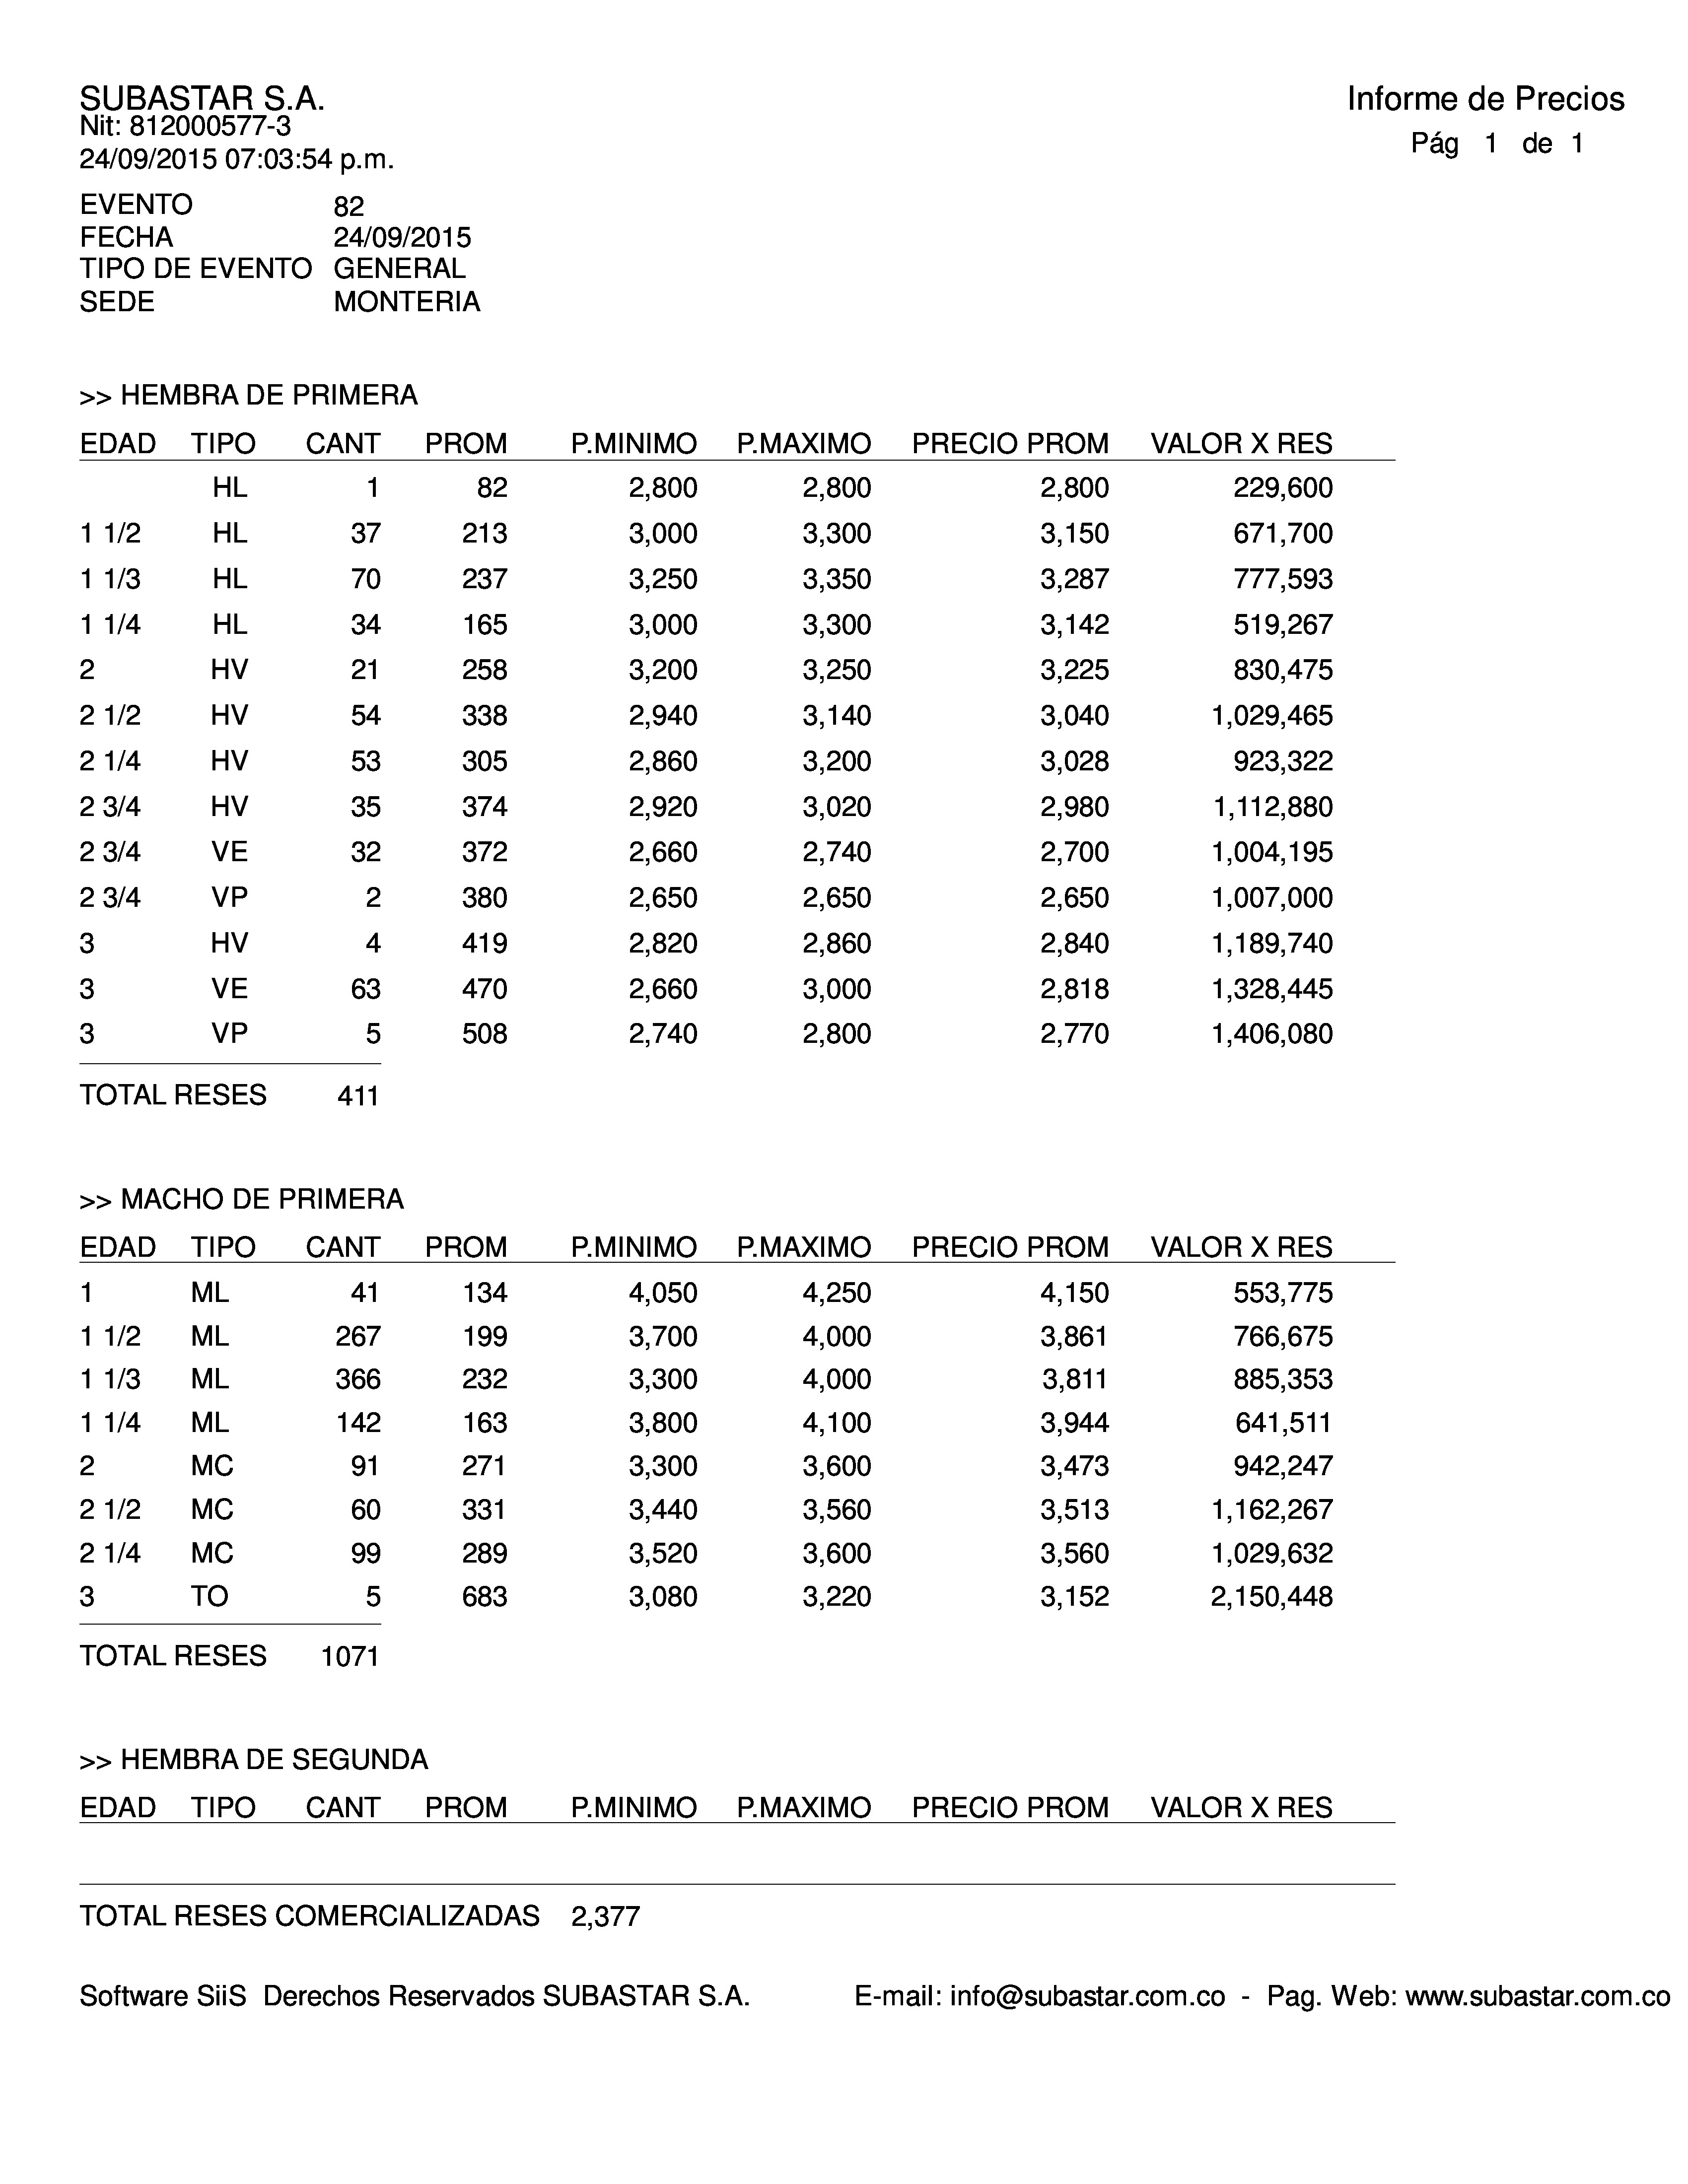 SUBASTAR S.A.
Informe de Precios
Nit: 812000577-3
Pág 1 de 1
24/09/2015 07:03:54 p.m.
EVENTO 82
FECHA 24/09/2015
TIPO DE EVENTO GENERAL
SEDE MONTERIA
>> HEMBRA DE PRIMERA
EDAD TIPO CANT PROM P.MINIMO P.MAXIMO PRECIO PROM VALOR X RES
HL 1 82 2,800 2,800 2,800 229,600
1 1/2 HL 37 213 3,000 3,300 3,150 671,700
1 1/3 HL 70 237 3,250 3,350 3,287 777,593
1 1/4 HL 34 165 3,000 3,300 3,142 519,267
2 HV 21 258 3,200 3,250 3,225 830,475
2 1/2 HV 54 338 2,940 3,140 3,040 1,029,465
2 1/4 HV 53 305 2,860 3,200 3,028 923,322
2 3/4 HV 35 374 2,920 3,020 2,980 1,112,880
2 3/4 VE 32 372 2,660 2,740 2,700 1,004,195
2 3/4 VP 2 380 2,650 2,650 2,650 1,007,000
3 HV 4 419 2,820 2,860 2,840 1,189,740
3 VE 63 470 2,660 3,000 2,818 1,328,445
3 VP 5 508 2,740 2,800 2,770 1,406,080
TOTAL RESES 411
>> MACHO DE PRIMERA
EDAD TIPO CANT PROM P.MINIMO P.MAXIMO PRECIO PROM VALOR X RES
1 ML 41 134 4,050 4,250 4,150 553,775
1 1/2 ML 267 199 3,700 4,000 3,861 766,675
1 1/3 ML 366 232 3,300 4,000 3,811 885,353
1 1/4 ML 142 163 3,800 4,100 3,944 641,511
2 MC 91 271 3,300 3,600 3,473 942,247
2 1/2 MC 60 331 3,440 3,560 3,513 1,162,267
2 1/4 MC 99 289 3,520 3,600 3,560 1,029,632
3 TO 5 683 3,080 3,220 3,152 2,150,448
TOTAL RESES 1071
>> HEMBRA DE SEGUNDA
EDAD TIPO CANT PROM P.MINIMO P.MAXIMO PRECIO PROM VALOR X RES
TOTAL RESES COMERCIALIZADAS 2,377
Software SiiS Derechos Reservados SUBASTAR S.A. E-mail: info@subastar.com.co - Pag. Web: www.subastar.com.co